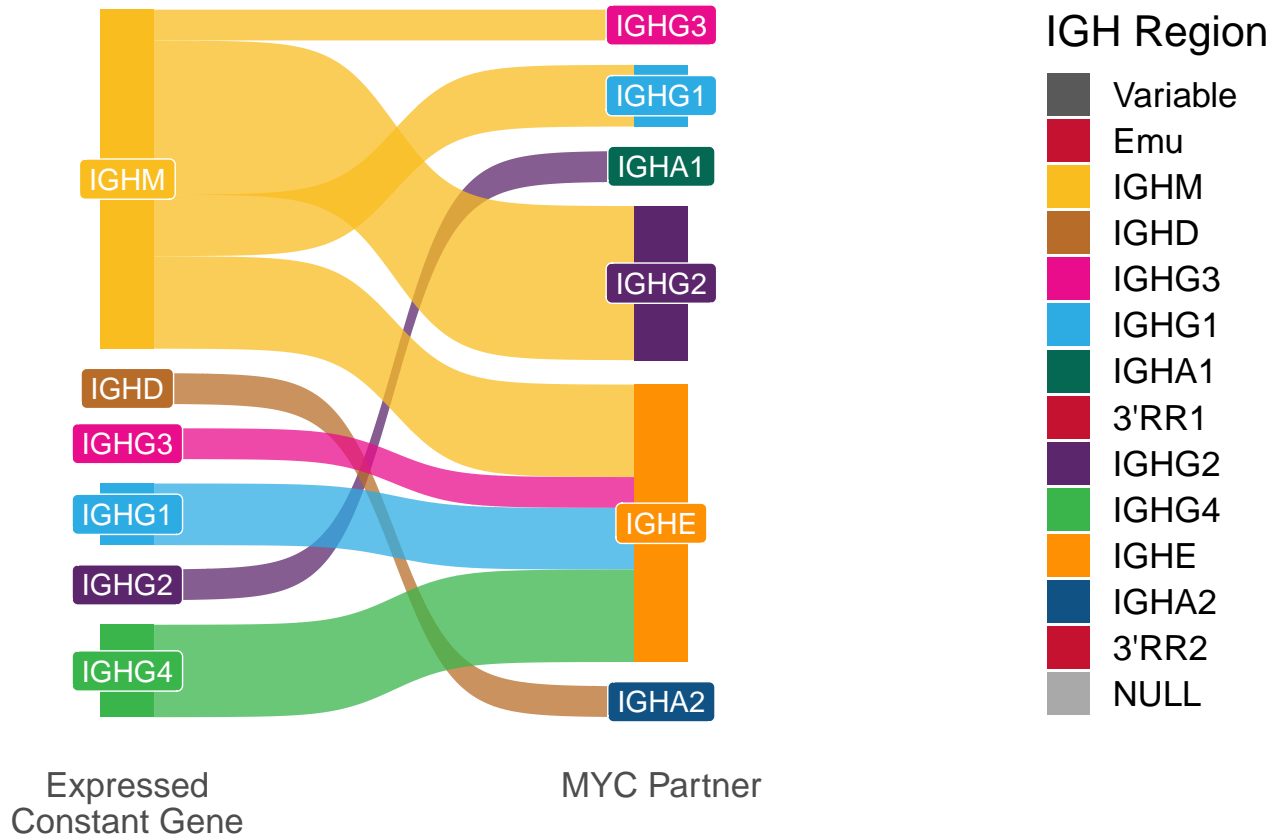 IGHM
IGHD
IGHG3
IGHG1
IGHG2
IGHG4
IGHG3
IGHG1
IGHA1
IGHG2
IGHE
IGHA2
Expressed
Constant Gene
MYC Partner
IGH Region
Variable
Emu
IGHM
IGHD
IGHG3
IGHG1
IGHA1
3'RR1
IGHG2
IGHG4
IGHE
IGHA2
3'RR2
NULL